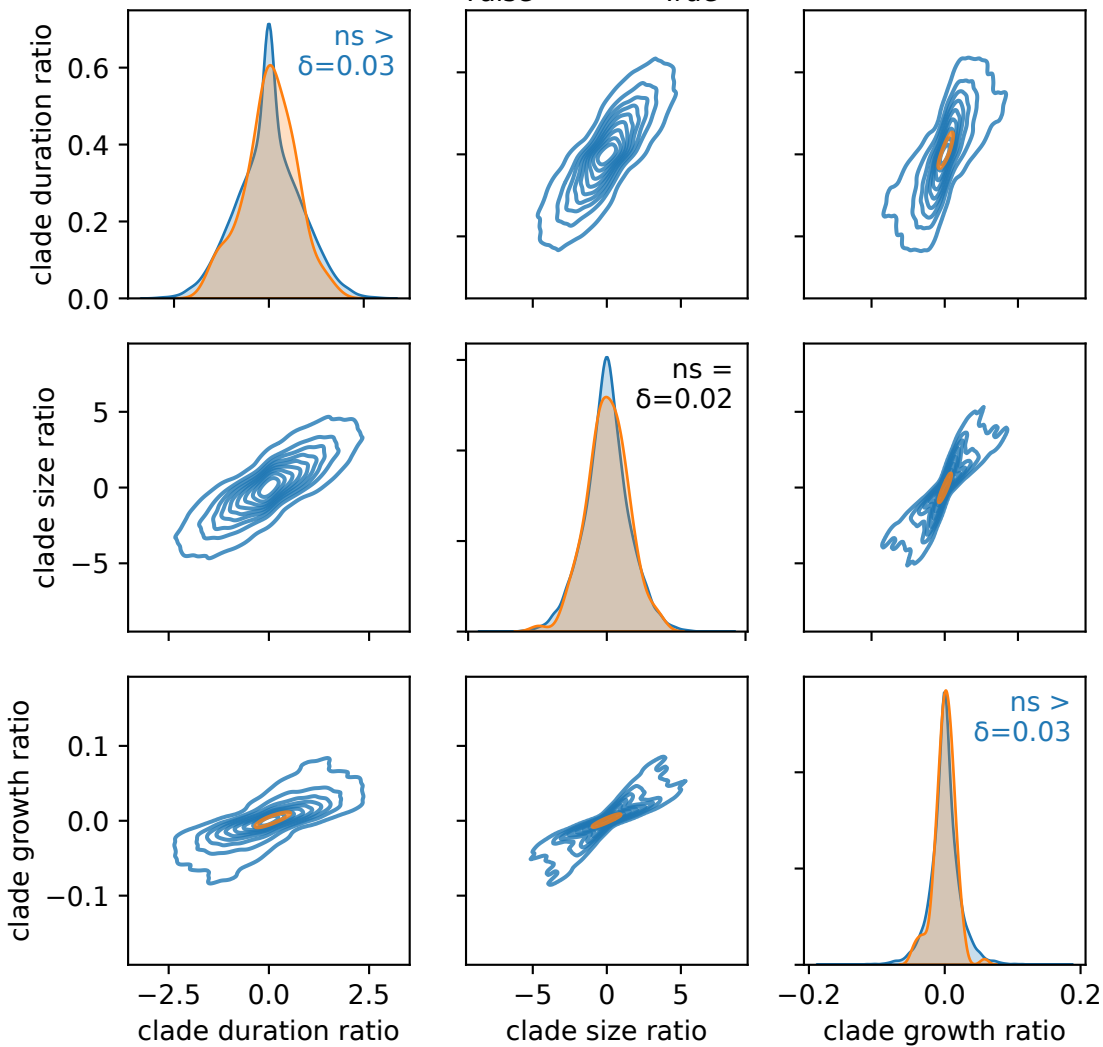 clade duration ratio
0.6
0.4
0.2
0.0
ns >
δ=0.03
clade size ratio
5
0
−5
ns =
δ=0.02
clade growth ratio
0.1
0.0
−0.1
ns >
δ=0.03
−2.5 0.0 2.5
−5 0 5
−0.2 0.0 0.2
clade duration ratio
clade size ratio
clade growth ratio